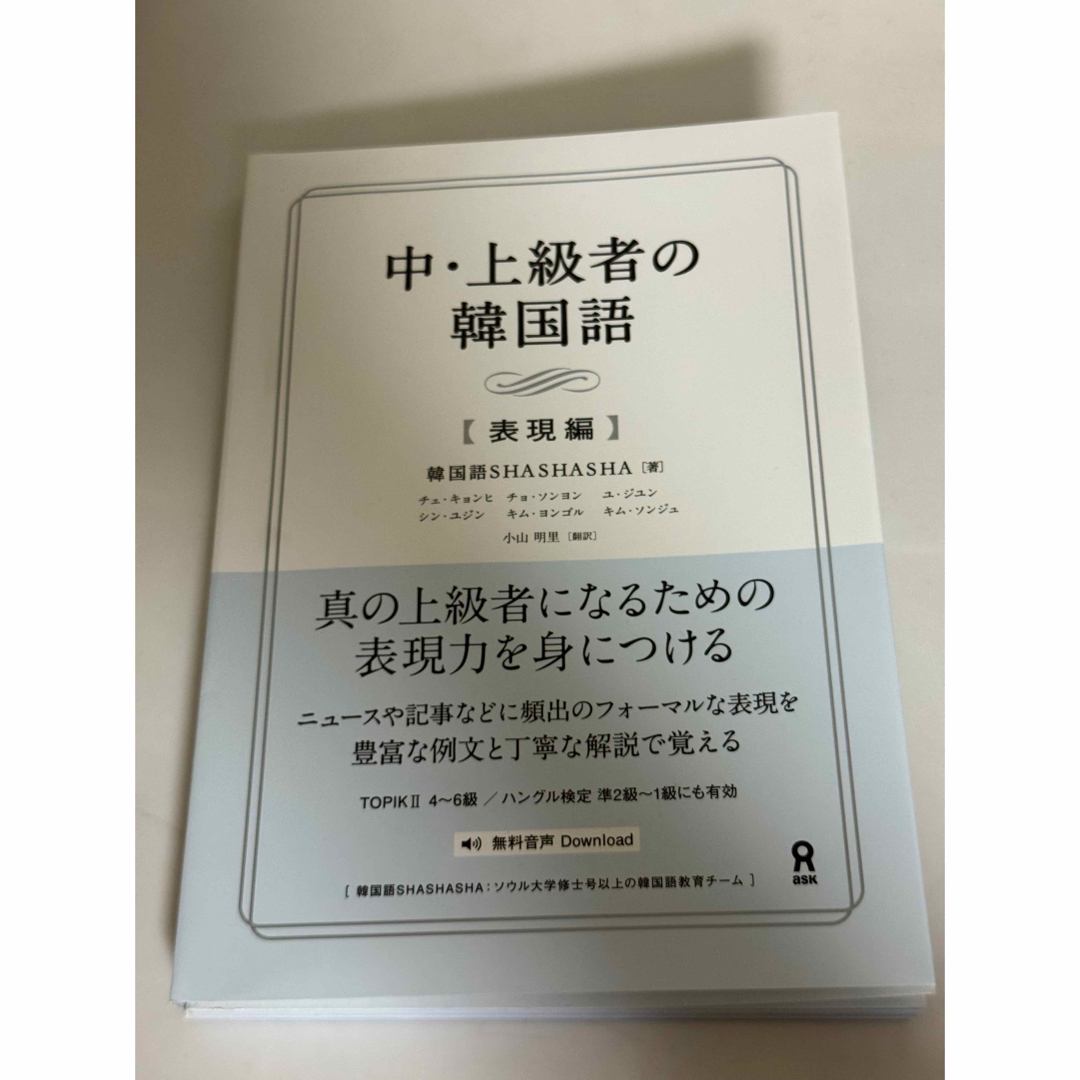 中・上級者の
韓国語
【表現編】
韓国語SHASHASHA［著］
チェ・キョンヒ チョ・ソンヨン ユ・ジユン
シン・ユジン キム・ヨンゴル キム・ソンジュ
小山 明里［翻訳］
真の上級者になるための
表現力を身につける
ニュースや記事などに頻出のフォーマルな表現を
豊富な例文と丁寧な解説で覚える
TOPIKⅡ 4〜6級 ／ハングル検定 準2級〜1級にも有効
無料音声 Download
ask
［ 韓国語SHASHASHA：ソウル大学修士号以上の韓国語教育チーム ］